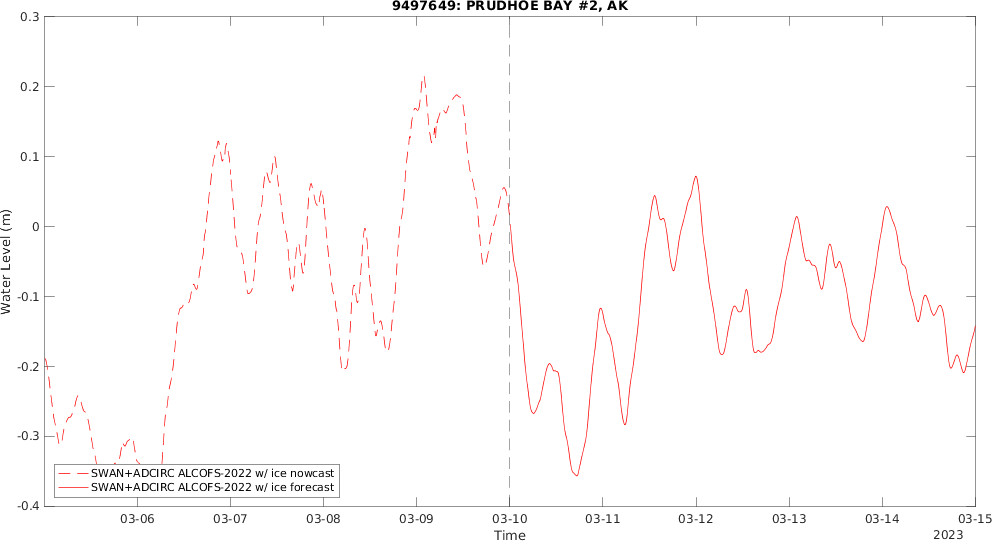 9497649: PRUDHOE BAY #2, AK
0.3
0.2
0.1
0
-0.1
-0.2
-0.3
-0.4
Water Level (m)
SWAN+ADCIRC ALCOFS-2022 w/ ice nowcast
SWAN+ADCIRC ALCOFS-2022 w/ ice forecast
03-06 03-07 03-08 03-09 03-10 03-11 03-12 03-13 03-14 03-15
Time
2023